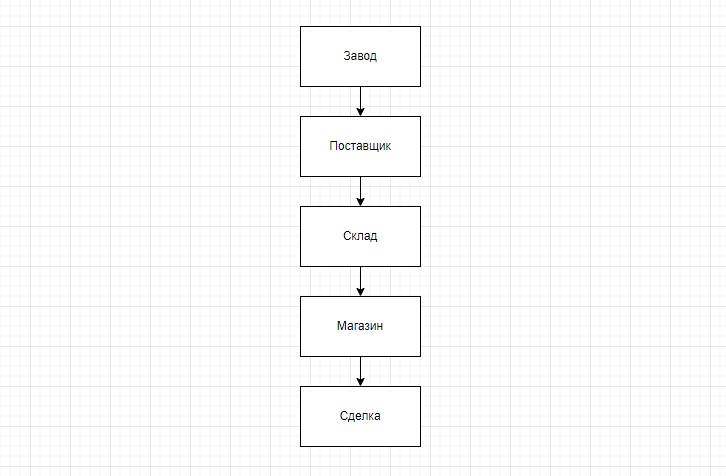 Завод
Поставщик
Склад
Магазин
Сделка